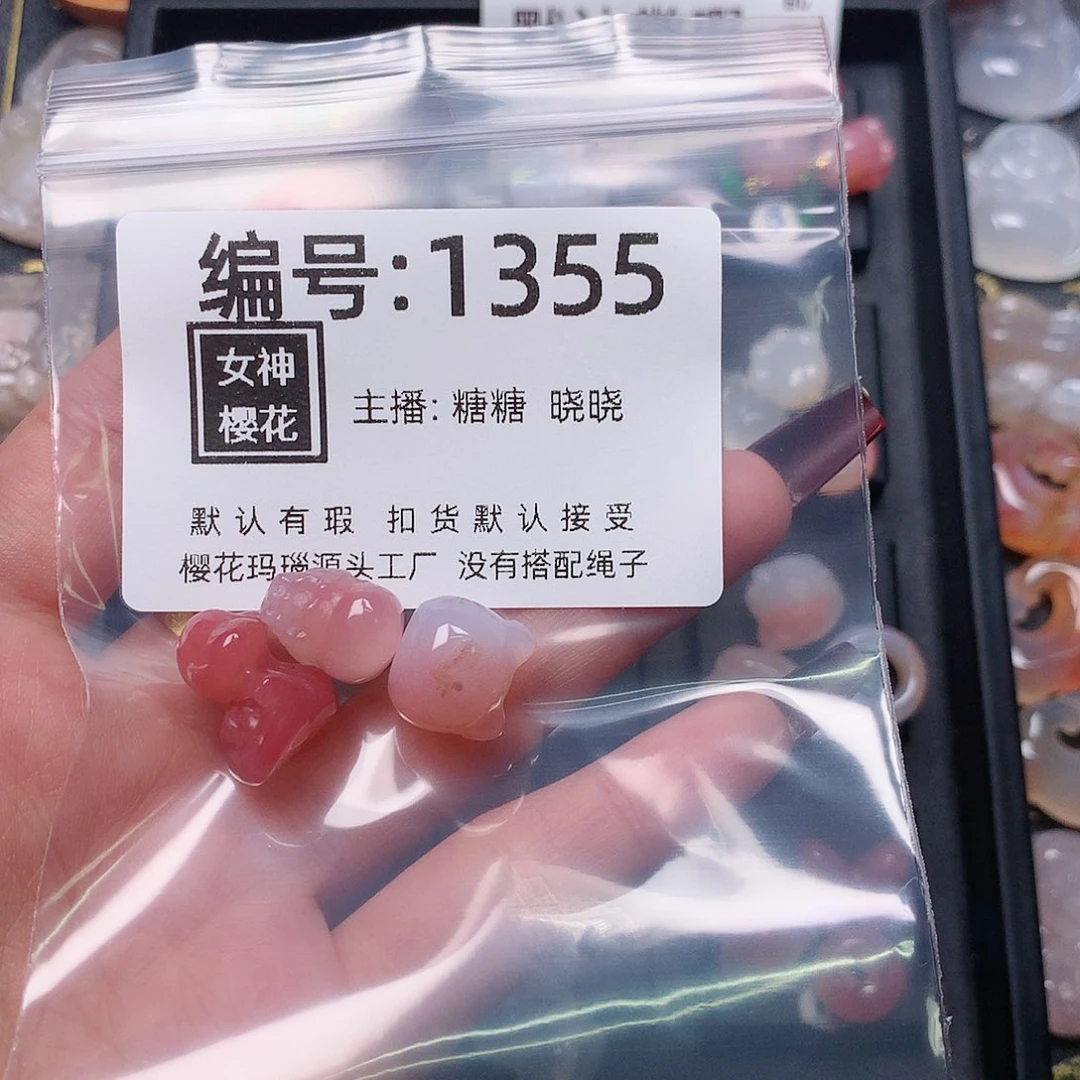 编号:1355
女神
樱花
主播: 糖糖 晓晓
默认有瑕 扣货默认接受
樱花玛瑙源头工厂 没有搭配绳子